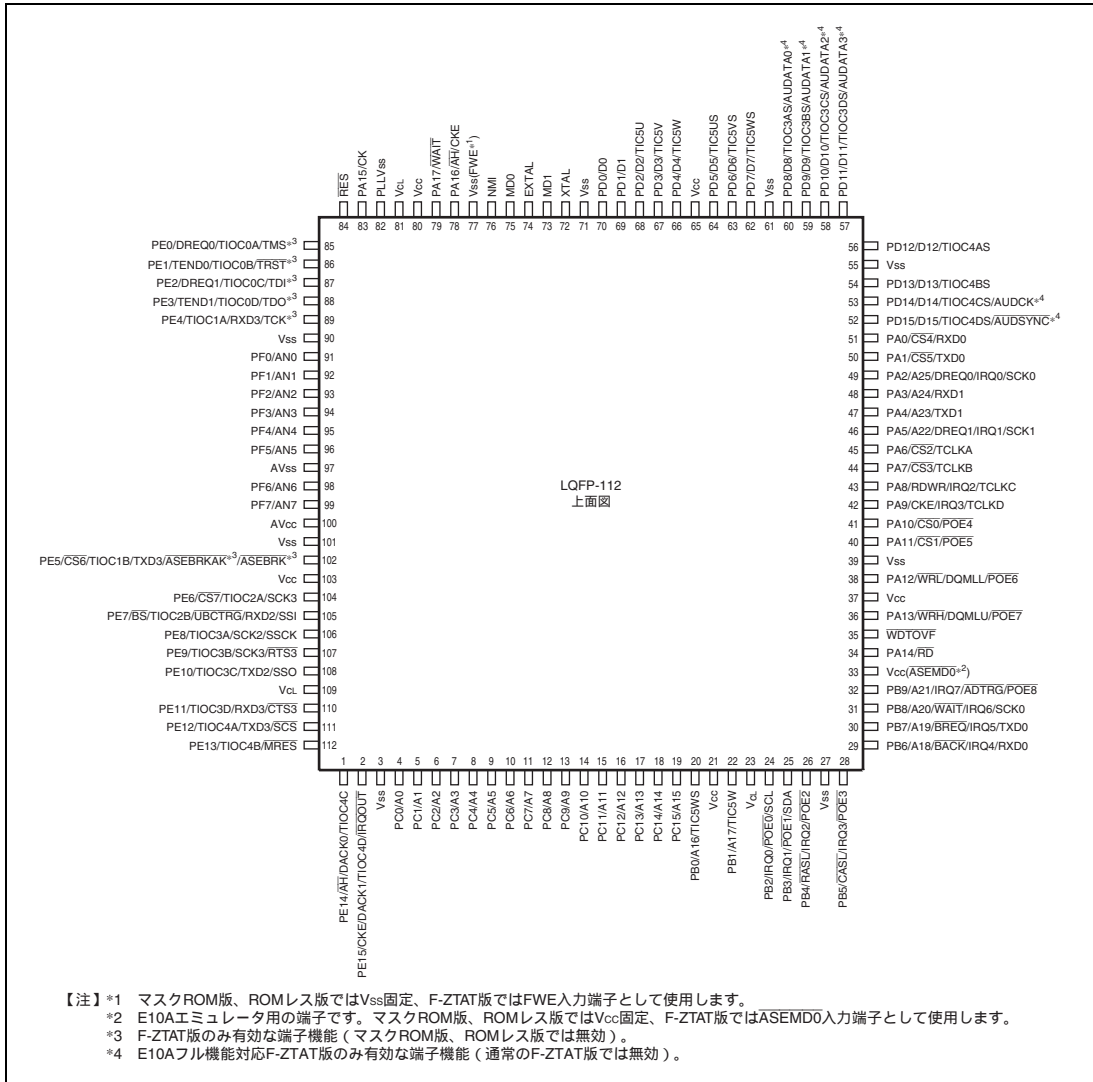 RES
PA15/CK
PLLVss
VCL
Vcc
PA17/WAIT
PA16/AH/CKE
Vss(FWE*1)
NMI
MD0
EXTAL
MD1
XTAL
Vss
PD0/D0
PD1/D1
PD2/D2/TIC5U
PD3/D3/TIC5V
PD4/D4/TIC5W
Vcc
PD5/D5/TIC5US
PD6/D6/TIC5VS
PD7/D7/TIC5WS
Vss
PD8/D8/TIOC3AS/AUDATA0*4
PD9/D9/TIOC3BS/AUDATA1*4
PD10/D10/TIOC3CS/AUDATA2*4
PD11/D11/TIOC3DS/AUDATA3*4
84 83 82 81 80 79 78 77 76 75 74 73 72 71 70 69 68 67 66 65 64 63 62 61 60 59 58 57
PE0/DREQ0/TIOC0A/TMS*3 85
PE1/TEND0/TIOC0B/TRST*3 86
PE2/DREQ1/TIOC0C/TDI*3 87
PE3/TEND1/TIOC0D/TDO*3 88
PE4/TIOC1A/RXD3/TCK*3 89
Vss 90
PF0/AN0 91
PF1/AN1 92
PF2/AN2 93
PF3/AN3 94
PF4/AN4 95
PF5/AN5 96
AVss 97
PF6/AN6 98
PF7/AN7 99
AVcc 100
Vss 101
PE5/CS6/TIOC1B/TXD3/ASEBRKAK*3/ASEBRK*3 102
Vcc 103
PE6/CS7/TIOC2A/SCK3 104
PE7/BS/TIOC2B/UBCTRG/RXD2/SSI 105
PE8/TIOC3A/SCK2/SSCK 106
PE9/TIOC3B/SCK3/RTS3 107
PE10/TIOC3C/TXD2/SSO 108
VCL 109
PE11/TIOC3D/RXD3/CTS3 110
PE12/TIOC4A/TXD3/SCS 111
PE13/TIOC4B/MRES 112
LQFP-112
上面図
56 PD12/D12/TIOC4AS
55 Vss
54 PD13/D13/TIOC4BS
53 PD14/D14/TIOC4CS/AUDCK*4
52 PD15/D15/TIOC4DS/AUDSYNC*4
51 PA0/CS4/RXD0
50 PA1/CS5/TXD0
49 PA2/A25/DREQ0/IRQ0/SCK0
48 PA3/A24/RXD1
47 PA4/A23/TXD1
46 PA5/A22/DREQ1/IRQ1/SCK1
45 PA6/CS2/TCLKA
44 PA7/CS3/TCLKB
43 PA8/RDWR/IRQ2/TCLKC
42 PA9/CKE/IRQ3/TCLKD
41 PA10/CS0/POE4
40 PA11/CS1/POE5
39 Vss
38 PA12/WRL/DQMLL/POE6
37 Vcc
36 PA13/WRH/DQMLU/POE7
35 WDTOVF
34 PA14/RD
33 Vcc(ASEMD0*2)
32 PB9/A21/IRQ7/ADTRG/POE8
31 PB8/A20/WAIT/IRQ6/SCK0
30 PB7/A19/BREQ/IRQ5/TXD0
29 PB6/A18/BACK/IRQ4/RXD0
1 2 3 4 5 6 7 8 9 10 11 12 13 14 15 16 17 18 19 20 21 22 23 24 25 26 27 28
PE14/AH/DACK0/TIOC4C
PE15/CKE/DACK1/TIOC4D/IRQOUT
Vss
PC0/A0
PC1/A1
PC2/A2
PC3/A3
PC4/A4
PC5/A5
PC6/A6
PC7/A7
PC8/A8
PC9/A9
PC10/A10
PC11/A11
PC12/A12
PC13/A13
PC14/A14
PC15/A15
PB0/A16/TIC5WS
Vcc
PB1/A17/TIC5W
VCL
PB2/IRQ0/POE0/SCL
PB3/IRQ1/POE1/SDA
PB4/RASL/IRQ2/POE2
Vss
PB5/CASL/IRQ3/POE3
【注】*1 マスクROM版、ROMレス版ではVss固定、F-ZTAT版ではFWE入力端子として使用します。
*2 E10Aエミュレータ用の端子です。マスクROM版、ROMレス版ではVcc固定、F-ZTAT版ではASEMD0入力端子として使用します。
*3 F-ZTAT版のみ有効な端子機能（マスクROM版、ROMレス版では無効）。
*4 E10Aフル機能対応F-ZTAT版のみ有効な端子機能（通常のF-ZTAT版では無効）。